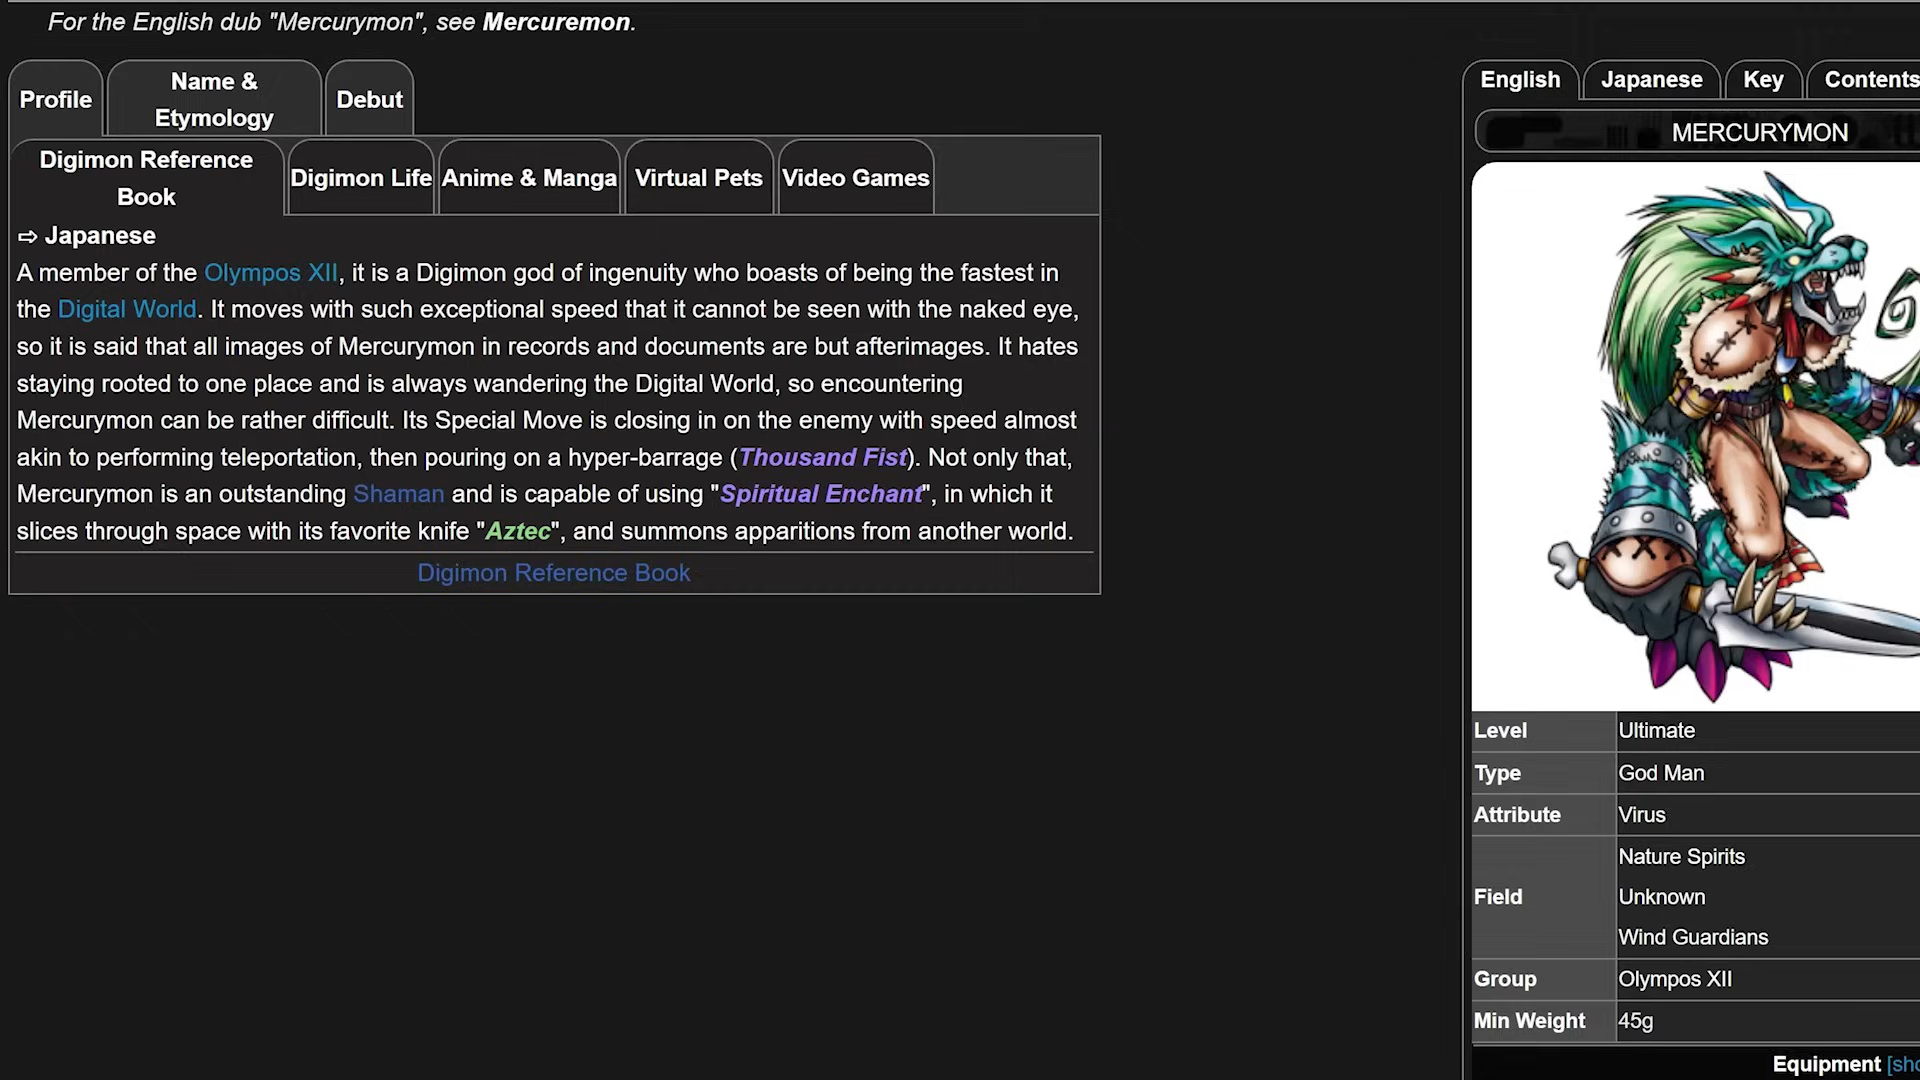 For the English dub "Mercurymon", see Mercuremon.
Profile
Name &
Etymology
Debut
Digimon Reference
Book
Digimon Life
Anime & Manga
Virtual Pets
Video Games
⇨ Japanese
A member of the Olympos XII, it is a Digimon god of ingenuity who boasts of being the fastest in
the Digital World. It moves with such exceptional speed that it cannot be seen with the naked eye,
so it is said that all images of Mercurymon in records and documents are but afterimages. It hates
staying rooted to one place and is always wandering the Digital World, so encountering
Mercurymon can be rather difficult. Its Special Move is closing in on the enemy with speed almost
akin to performing teleportation, then pouring on a hyper-barrage (Thousand Fist). Not only that,
Mercurymon is an outstanding Shaman and is capable of using "Spiritual Enchant", in which it
slices through space with its favorite knife "Aztec", and summons apparitions from another world.
Digimon Reference Book
English
Japanese
Key
Contents
MERCURYMON
Level Ultimate
Type God Man
Attribute Virus
Field Nature Spirits
Unknown
Wind Guardians
Group Olympos XII
Min Weight 45g
Equipment [sho